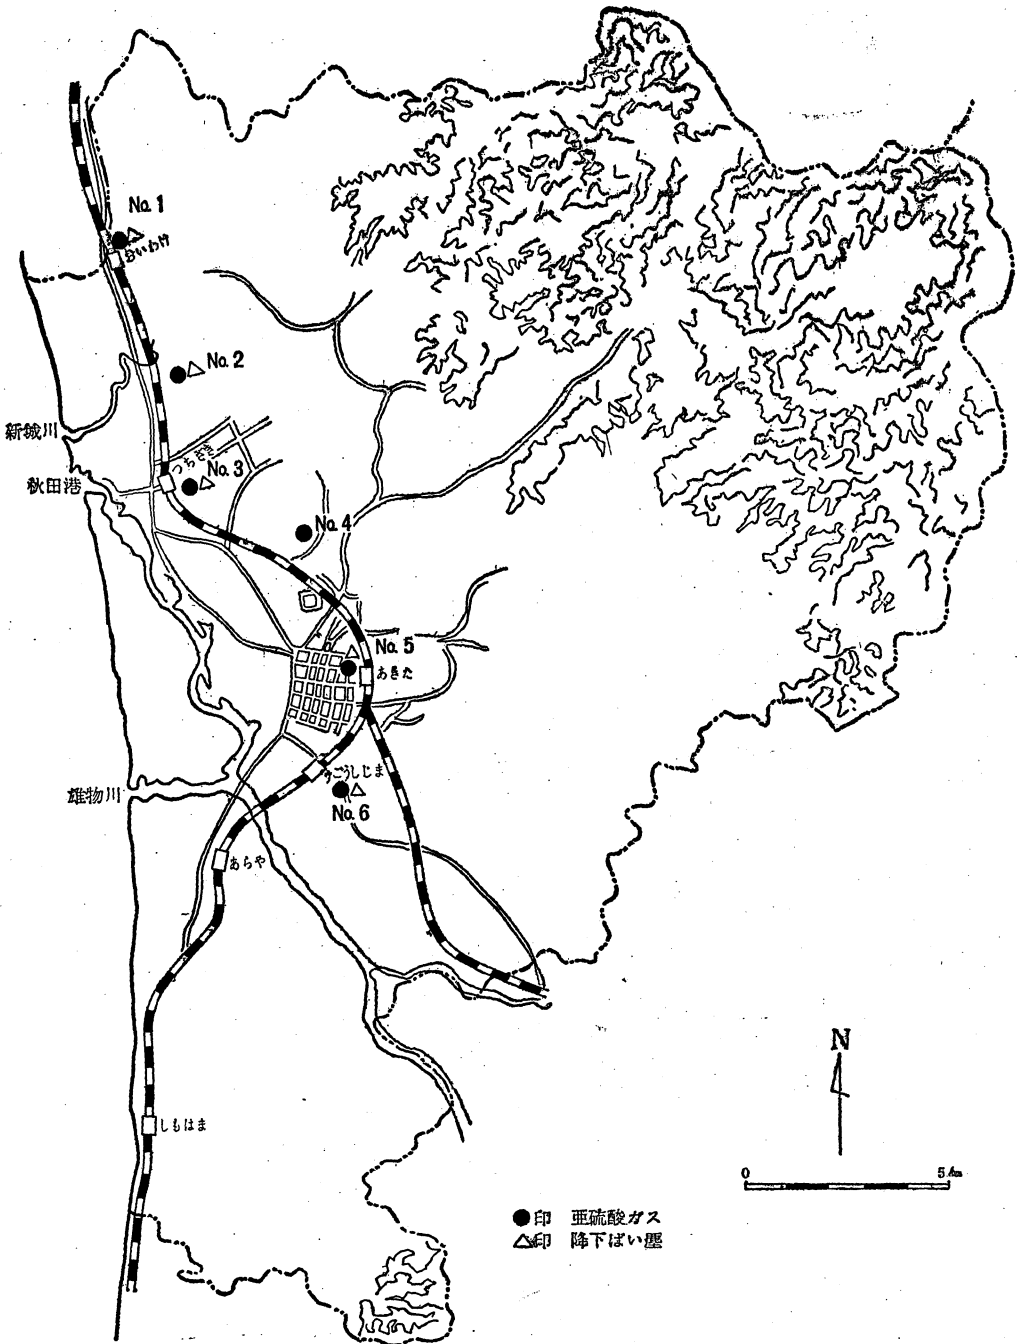 No.1
おいわけ
No.2
新城川
つちざき
No.3
秋田港
No.4
No.5
あきた
うごうしじま
雄物川
No.6
あらや
N
しもはま
0 5km
●印 亜硫酸ガス
△印 降下ばい塵